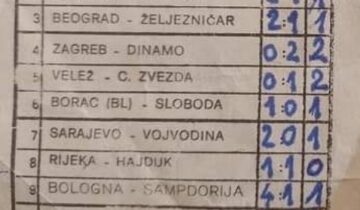 3 BEOGRAD - ŽELJEZNIČAR 2:1 1
4 ZAGREB - DINAMO 0:2 2
5 VELEŽ - C. ZVEZDA 0:1 2
6 BORAC (BL) - SLOBODA 1:0 1
7 SARAJEVO - VOJVODINA 2:0 1
8 RIJEKA - HAJDUK 1:1 0
9 BOLOGNA - SAMPDORIJA 4:1 1